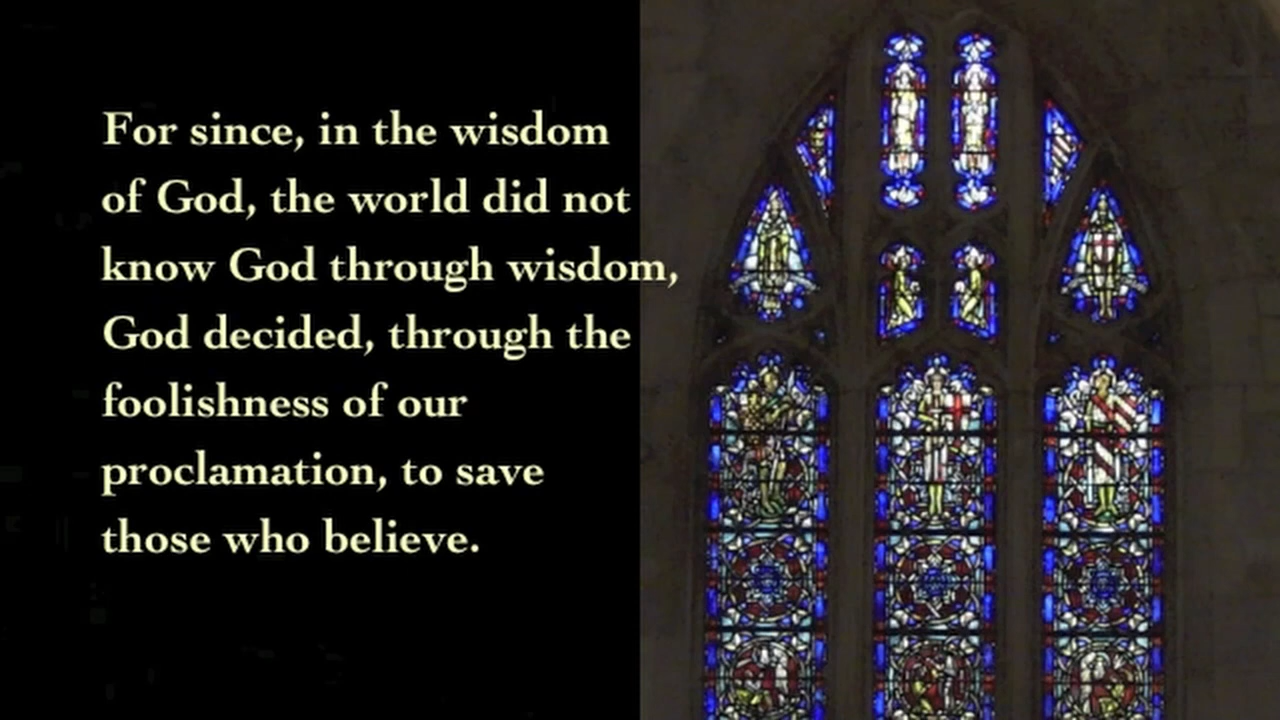 For since, in the wisdom
of God, the world did not
know God through wisdom,
God decided, through the
foolishness of our
proclamation, to save
those who believe.